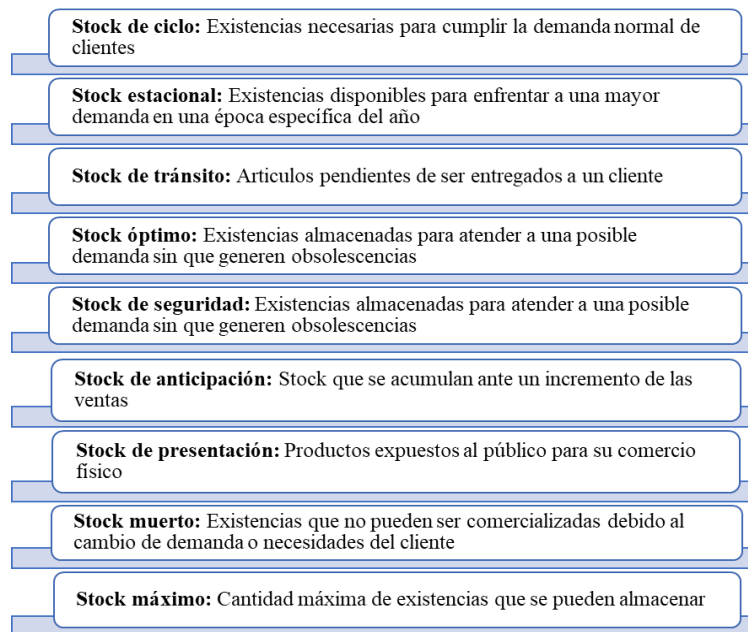 Stock de ciclo: Existencias necesarias para cumplir la demanda normal de
clientes
Stock estacional: Existencias disponibles para enfrentar a una mayor
demanda en una época específica del año
Stock de tránsito: Articulos pendientes de ser entregados a un cliente
Stock óptimo: Existencias almacenadas para atender a una posible
demanda sin que generen obsolescencias
Stock de seguridad: Existencias almacenadas para atender a una posible
demanda sin que generen obsolescencias
Stock de anticipación: Stock que se acumulan ante un incremento de las
ventas
Stock de presentación: Productos expuestos al público para su comercio
físico
Stock muerto: Existencias que no pueden ser comercializadas debido al
cambio de demanda o necesidades del cliente
Stock máximo: Cantidad máxima de existencias que se pueden almacenar